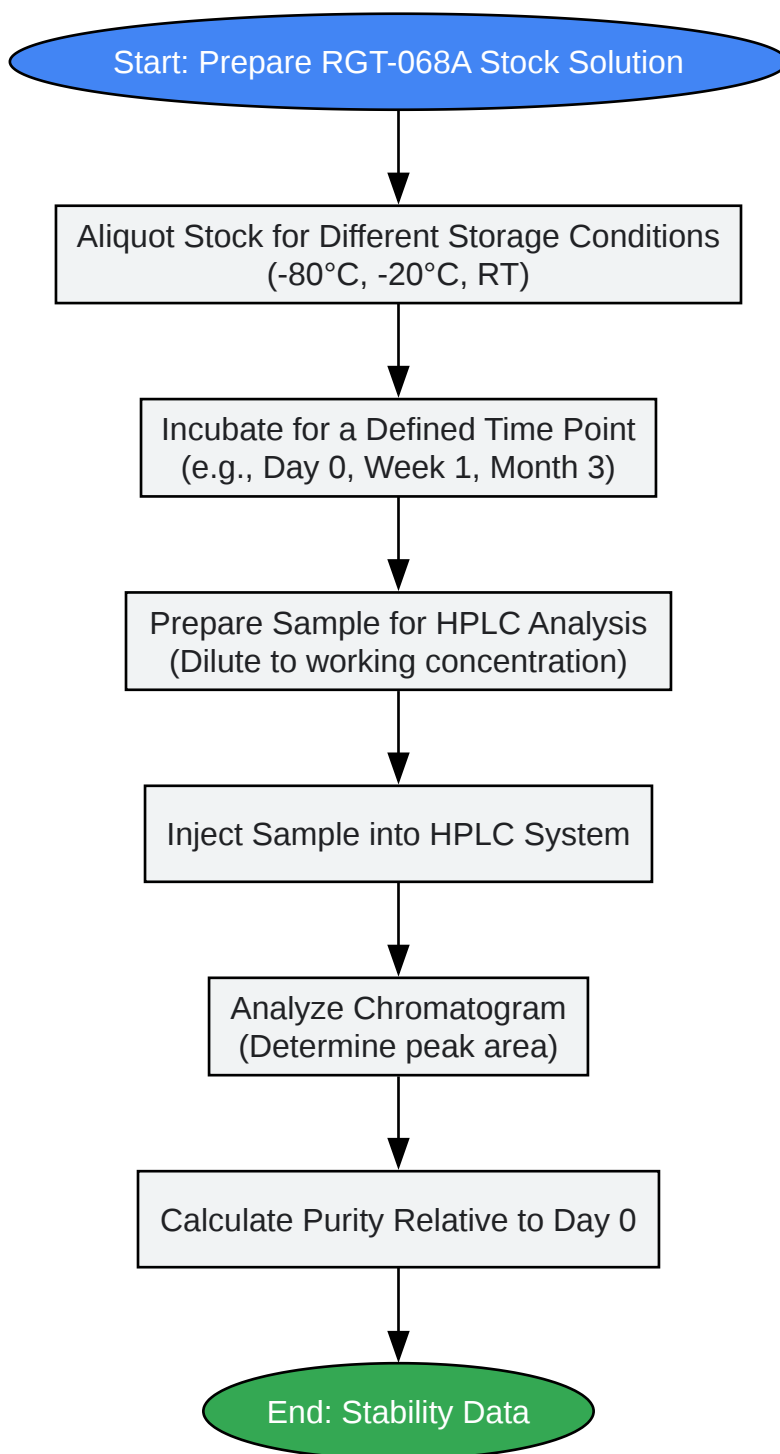 Start: Prepare RGT-068A Stock Solution
Aliquot Stock for Different Storage Conditions
(-80°C, -20°C, RT)
Incubate for a Defined Time Point
(e.g., Day 0, Week 1, Month 3)
Prepare Sample for HPLC Analysis
(Dilute to working concentration)
Inject Sample into HPLC System
Analyze Chromatogram
(Determine peak area)
Calculate Purity Relative to Day 0
End: Stability Data